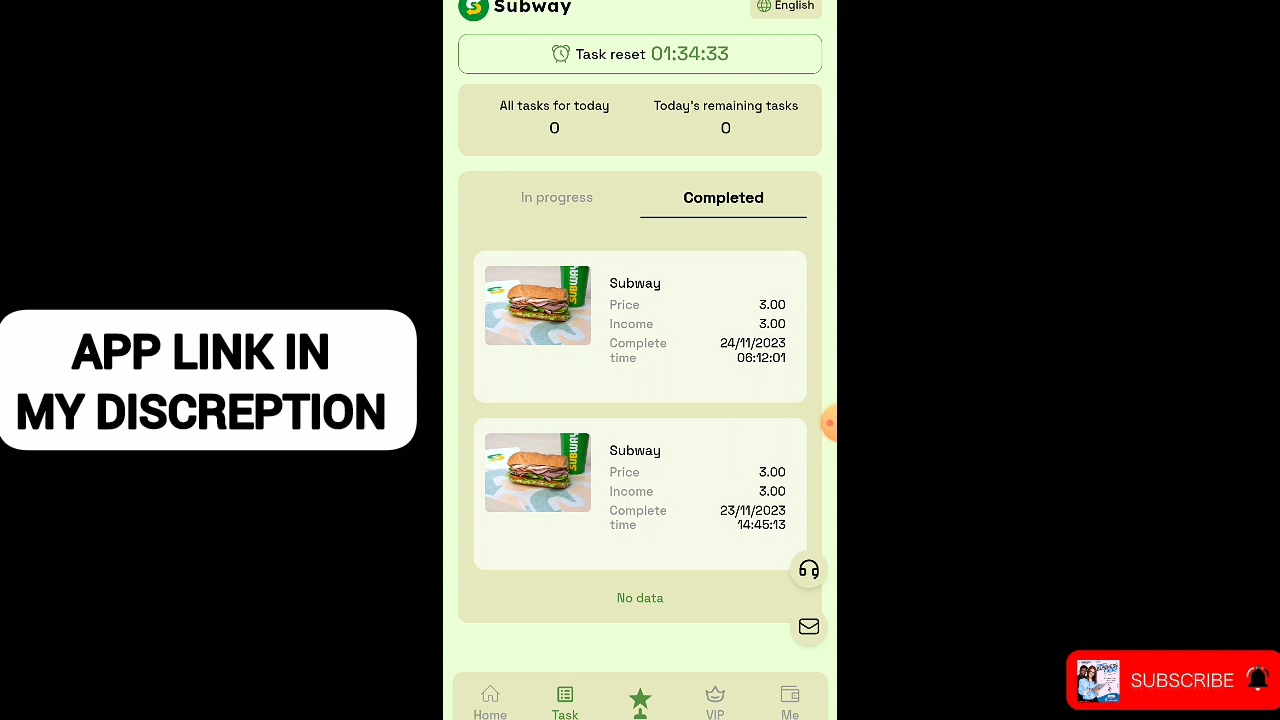 Subway
English
Task reset 01:34:33
All tasks for today
Today's remaining tasks
0
0
In progress
Completed
Subway
Price 3.00
Income 3.00
Complete time 24/11/2023 06:12:01
Subway
Price 3.00
Income 3.00
Complete time 23/11/2023 14:45:13
No data
Home
Task
VIP
Me
APP LINK IN
MY DISCREPTION
SUBSCRIBE
SUBWAY
SUBWAY